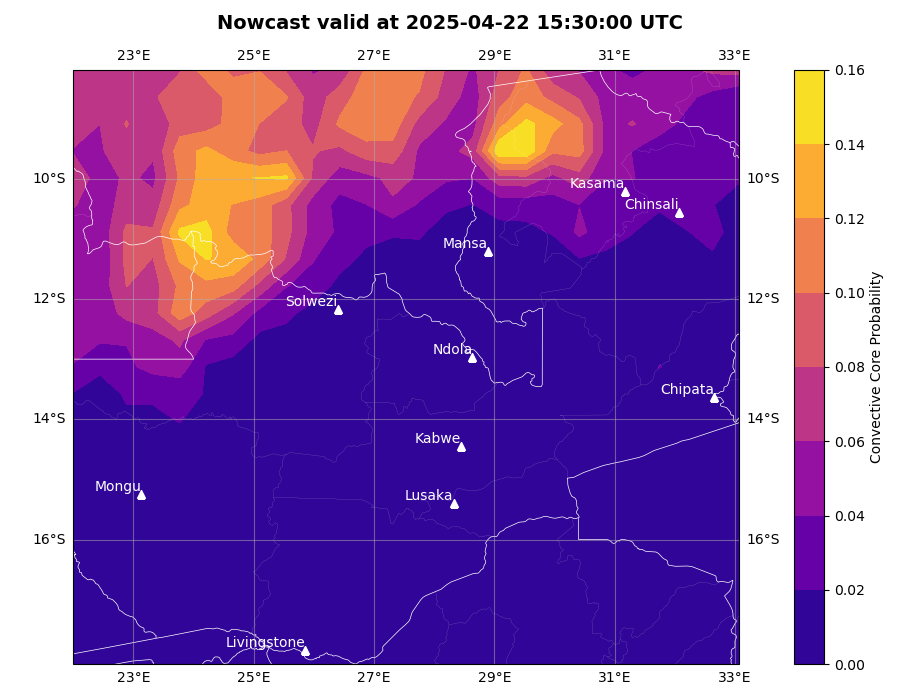 Nowcast valid at 2025-04-22 15:30:00 UTC
23°E 25°E 27°E 29°E 31°E 33°E
0.16
0.14
10°S Kasama 10°S
Chinsali
0.12
Mansa
12°S Solwezi 12°S
0.10
Ndola
0.08
Chipata
14°S 14°S
Kabwe
0.06
Mongu Lusaka
0.04
16°S 16°S
0.02
Livingstone
0.00
23°E 25°E 27°E 29°E 31°E 33°E
Convective Core Probability